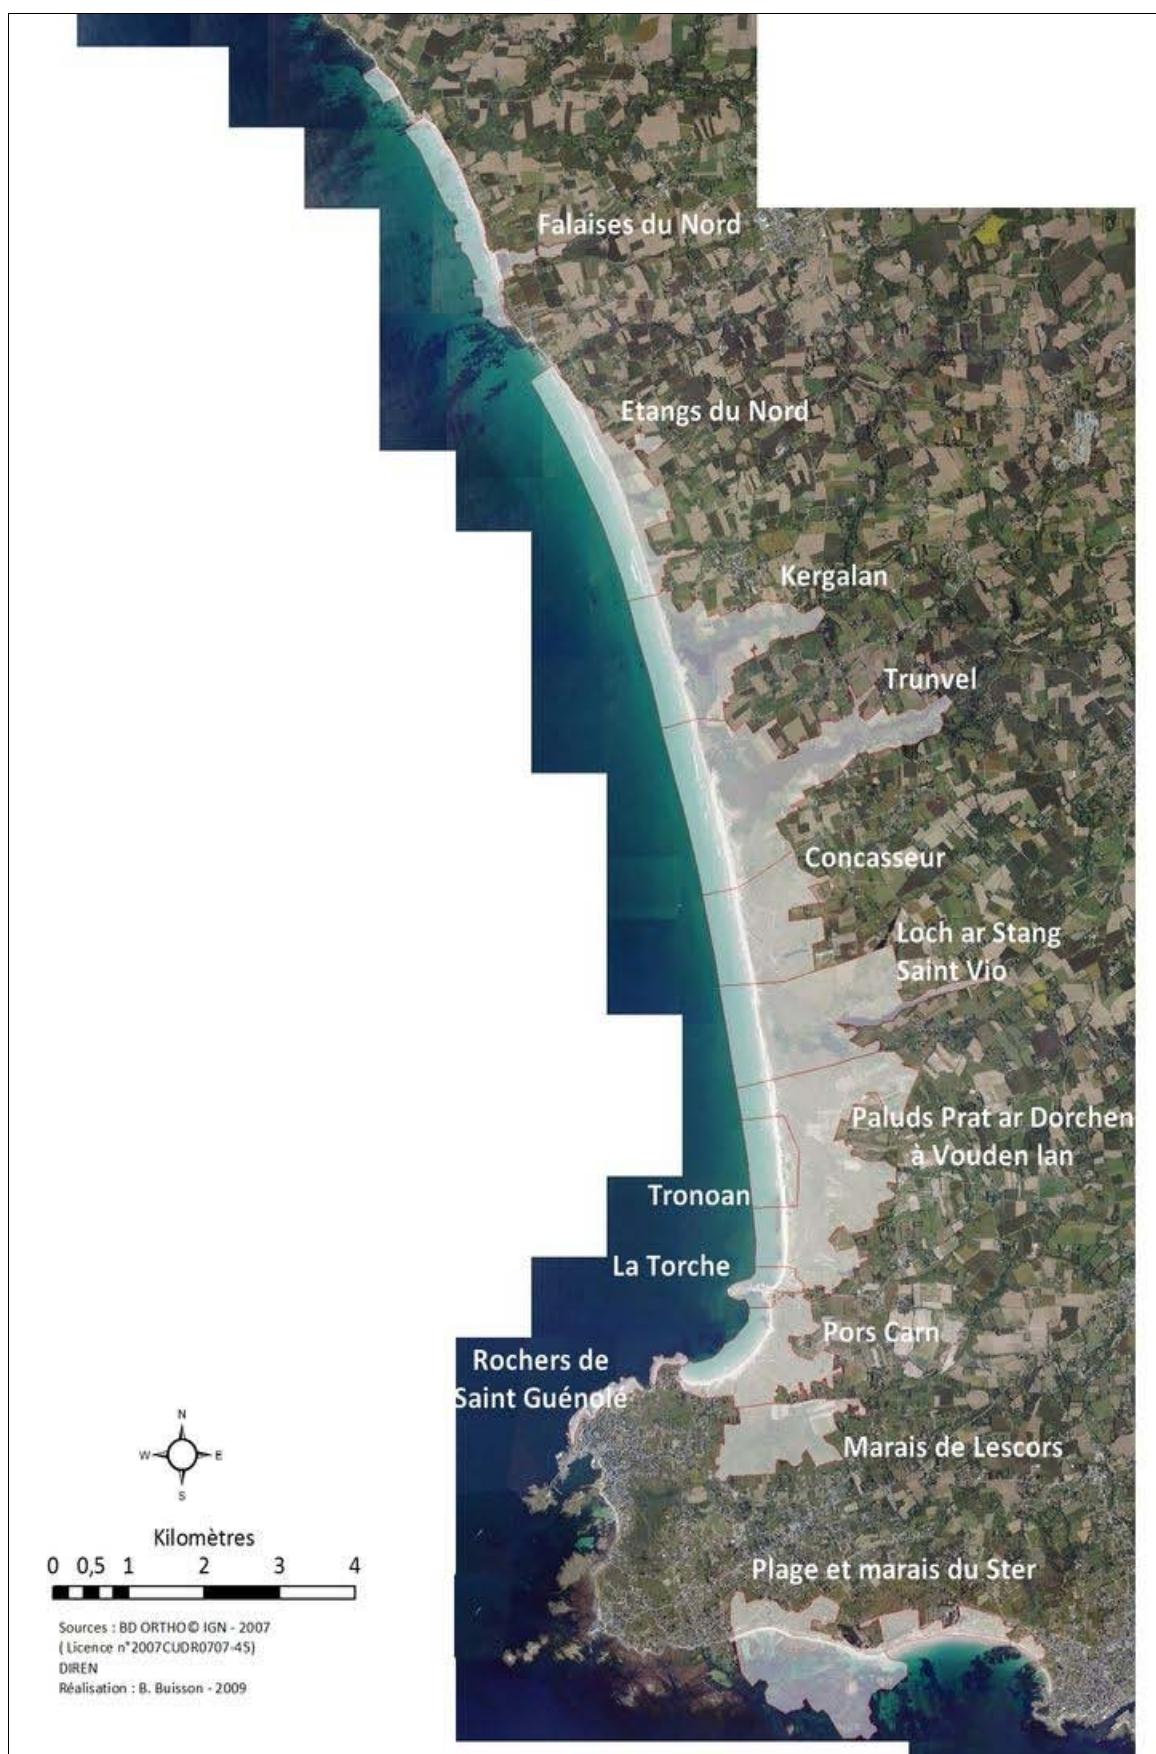 Falaises du Nord
Etangs du Nord
Kergalan
Trunvel
Concasseur
Loch ar Stang
Saint Vio
Paluds Prat ar Dorchen
à Vouden Ian
Tronoan
La Torche
Pors Carn
Rochers de
Saint Guénolé
Marais de Lescors
Plage et marais du Stér
N
W E
S
Kilomètres
0 0,5 1 2 3 4
Sources : BD ORTHO© IGN - 2007
( Licence n°2007CUDR0707-45)
DIREN
Réalisation : B. Buisson - 2009